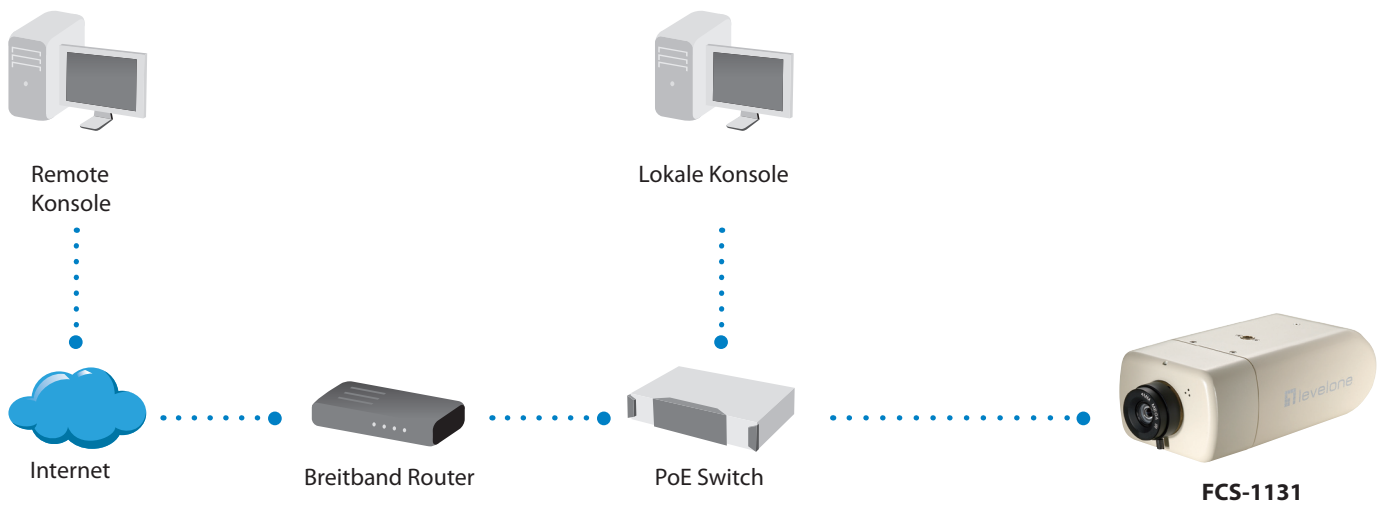 Remote
Konsole
Lokale Konsole
levelone
Internet
Breitband Router
PoE Switch
FCS-1131